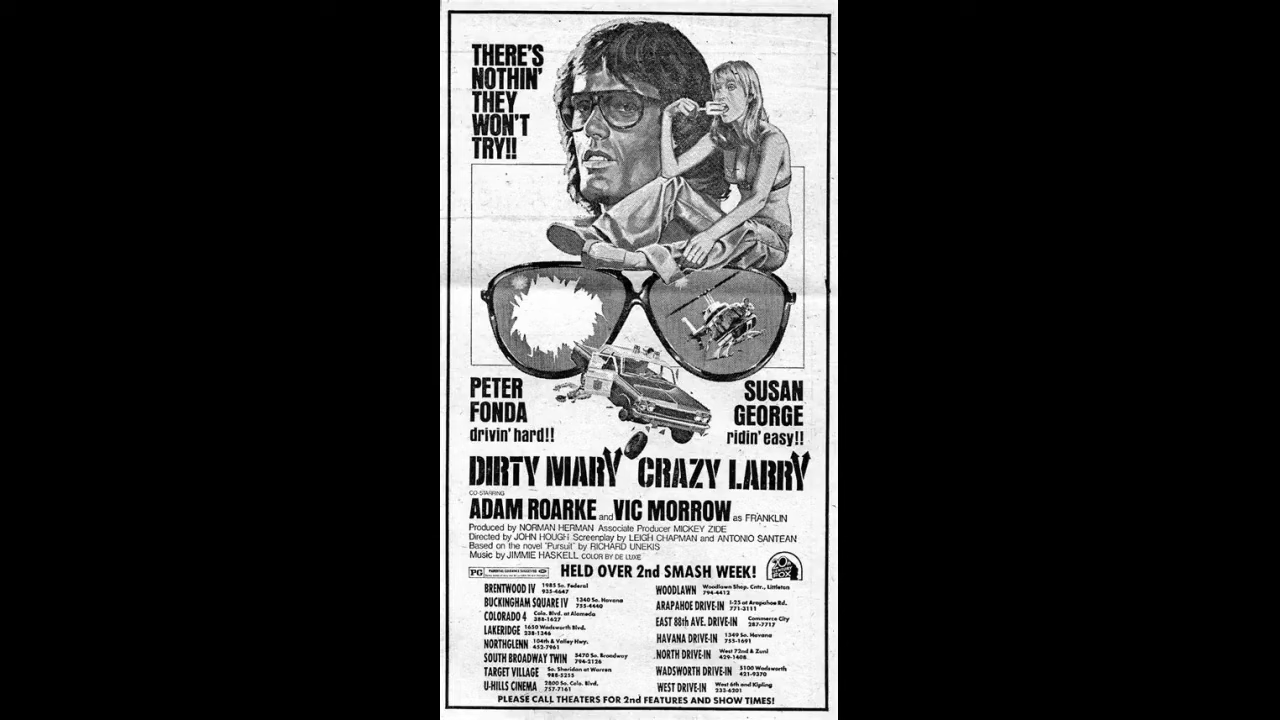 THERE'S
NOTHIN'
THEY
WON'T
TRY!!
PETER
FONDA
drivin' hard!!
SUSAN
GEORGE
ridin' easy!!
DIRTY MARY CRAZY LARRY
CO-STARRING
ADAM ROARKE and VIC MORROW as FRANKLIN
Produced by NORMAN HERMAN Associate Producer MICKEY ZIDE
Directed by JOHN HOUGH Screenplay by LEIGH CHAPMAN and ANTONIO SANTEAN
Based on the novel "Pursuit" by RICHARD UNEKIS
Music by JIMMIE HASKELL COLOR BY DE LUXE
PG PARENTAL GUIDANCE SUGGESTED
HELD OVER 2nd SMASH WEEK!
20th CENTURY FOX
BRENTWOOD IV 1985 So. Federal
935-4647
BUCKINGHAM SQUARE IV 1340 So. Havana
755-4440
COLORADO 4 Colo. Blvd. at Alameda
388-1627
LAKERIDGE 1650 Wadsworth Blvd.
238-1346
NORTHGLENN 104th & Valley Hwy.
452-7961
SOUTH BROADWAY TWIN 5470 So. Broadway
794-2126
TARGET VILLAGE So. Sheridan at Warren
988-5255
U-HILLS CINEMA 2800 So. Colo. Blvd.
757-7161
WOODLAWN Woodlawn Shop. Cntr., Littleton
794-4412
ARAPAHOE DRIVE-IN I-25 at Arapahoe Rd.
771-3111
EAST 88th AVE. DRIVE-IN Commerce City
287-7717
HAVANA DRIVE-IN 1349 So. Havana
755-1691
NORTH DRIVE-IN West 72nd & Zuni
429-1408
WADSWORTH DRIVE-IN 5100 Wadsworth
421-9370
WEST DRIVE-IN West 6th and Kipling
233-6201
PLEASE CALL THEATERS FOR 2nd FEATURES AND SHOW TIMES!